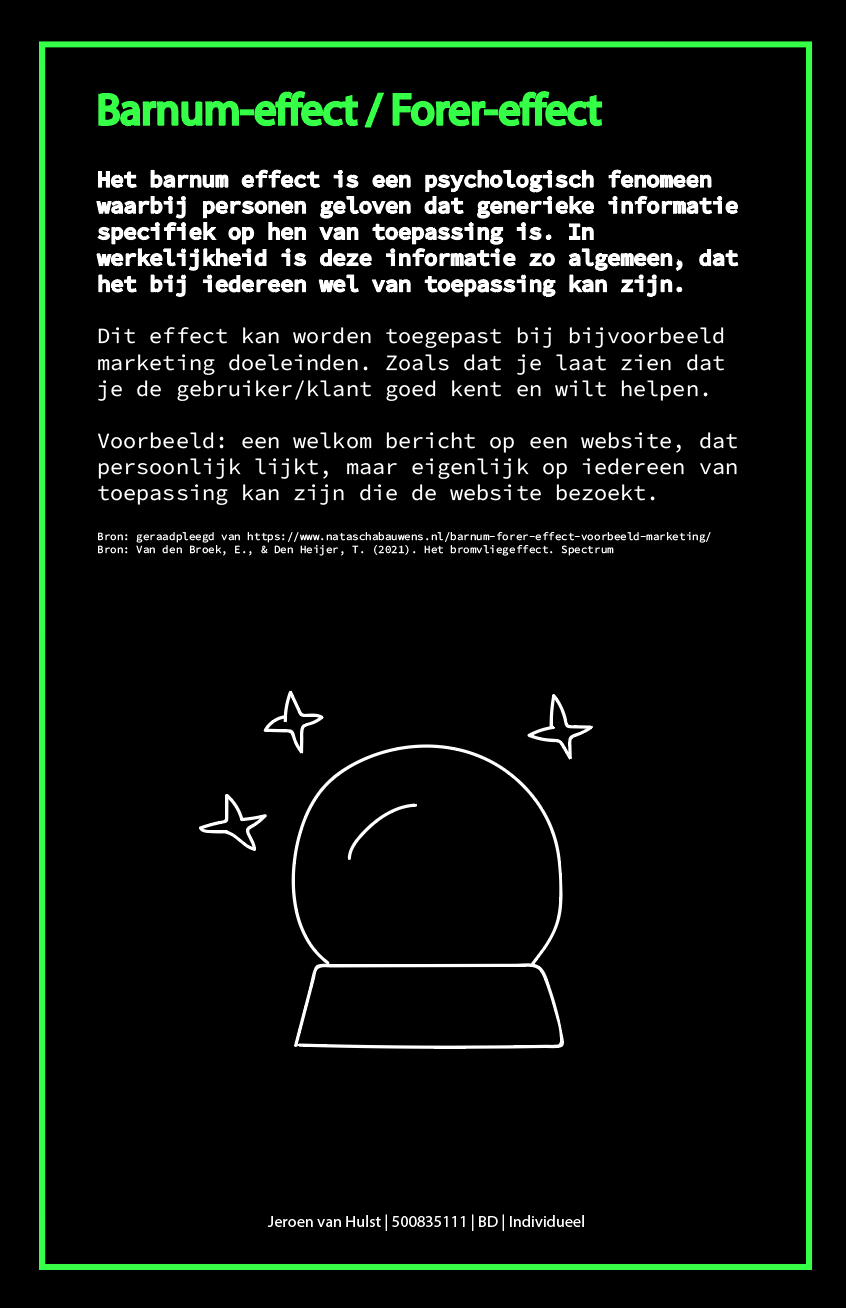 Barnum-effect / Forer-effect
Het barnum effect is een psychologisch fenomeen
waarbij personen geloven dat generieke informatie
specifiek op hen van toepassing is. In
werkelijkheid is deze informatie zo algemeen, dat
het bij iedereen wel van toepassing kan zijn.
Dit effect kan worden toegepast bij bijvoorbeeld
marketing doeleinden. Zoals dat je laat zien dat
je de gebruiker/klant goed kent en wilt helpen.
Voorbeeld: een welkom bericht op een website, dat
persoonlijk lijkt, maar eigenlijk op iedereen van
toepassing kan zijn die de website bezoekt.
Bron: geraadpleegd van https://www.nataschabauwens.nl/barnum-forer-effect-voorbeeld-marketing/
Bron: Van den Broek, E., & Den Heijer, T. (2021). Het bromvliegeffect. Spectrum
Jeroen van Hulst | 500835111 | BD | Individueel